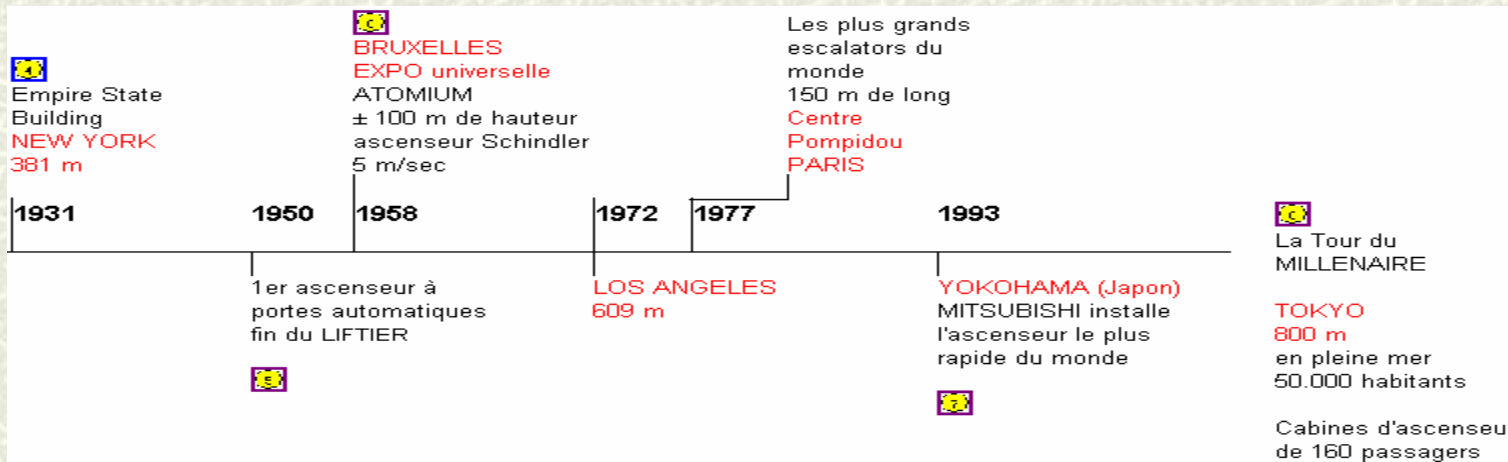 4
Empire State
Building
NEW YORK
381 m
C
BRUXELLES
EXPO universelle
ATOMIUM
± 100 m de hauteur
ascenseur Schindler
5 m/sec
Les plus grands
escalators du
monde
150 m de long
Centre
Pompidou
PARIS
1931
1950
1958
1972
1977
1993
1er ascenseur à
portes automatiques
fin du LIFTIER
5
LOS ANGELES
609 m
YOKOHAMA (Japon)
MITSUBISHI installe
l'ascenseur le plus
rapide du monde
7
C
La Tour du
MILLENAIRE
TOKYO
800 m
en pleine mer
50.000 habitants
Cabines d'ascenseu
de 160 passagers